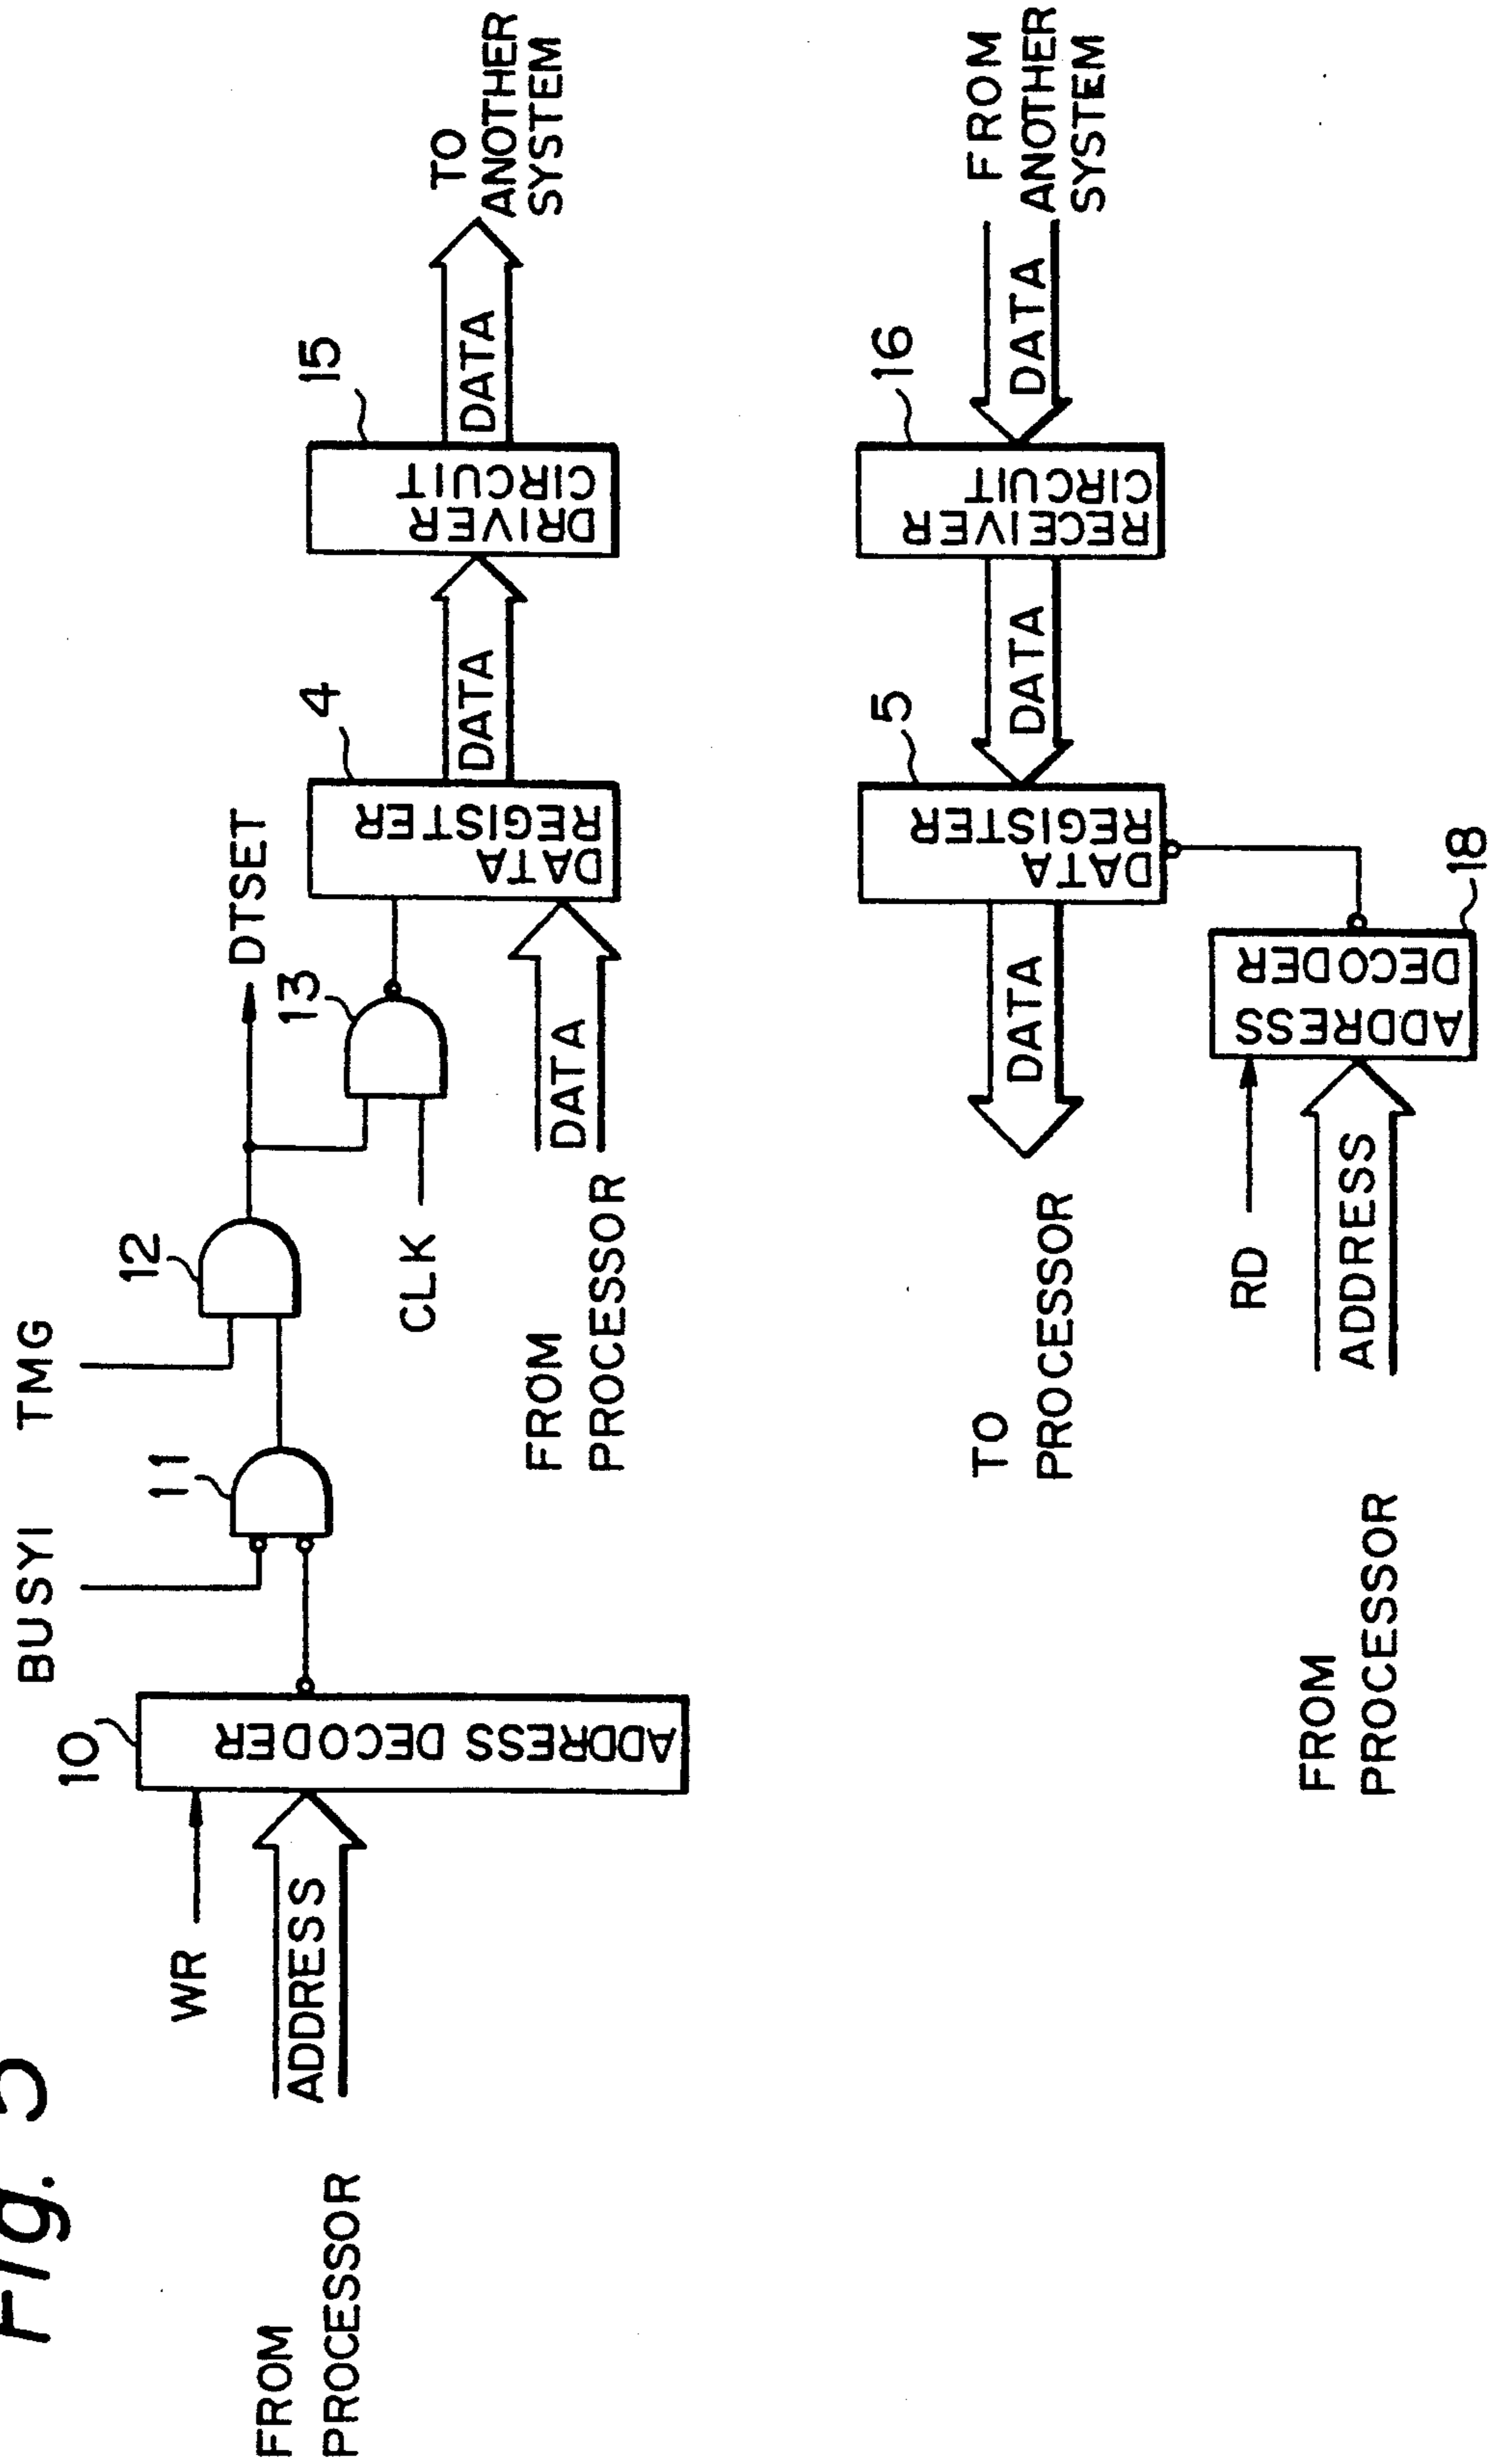 Fig.
BUSYI
TMG
10
11
12
DTSET
WR
13
4
15
FROM
PROCESSOR
ADDRESS
ADDRESS DECODER
CLK
DATA
REGISTER
DATA
DRIVER
CIRCUIT
DATA
TO
ANOTHER
SYSTEM
FROM
PROCESSOR
DATA
5
16
TO
PROCESSOR
DATA
DATA
REGISTER
DATA
RECEIVER
CIRCUIT
DATA
FROM
ANOTHER
SYSTEM
RD
FROM
PROCESSOR
ADDRESS
ADDRESS
DECODER
18